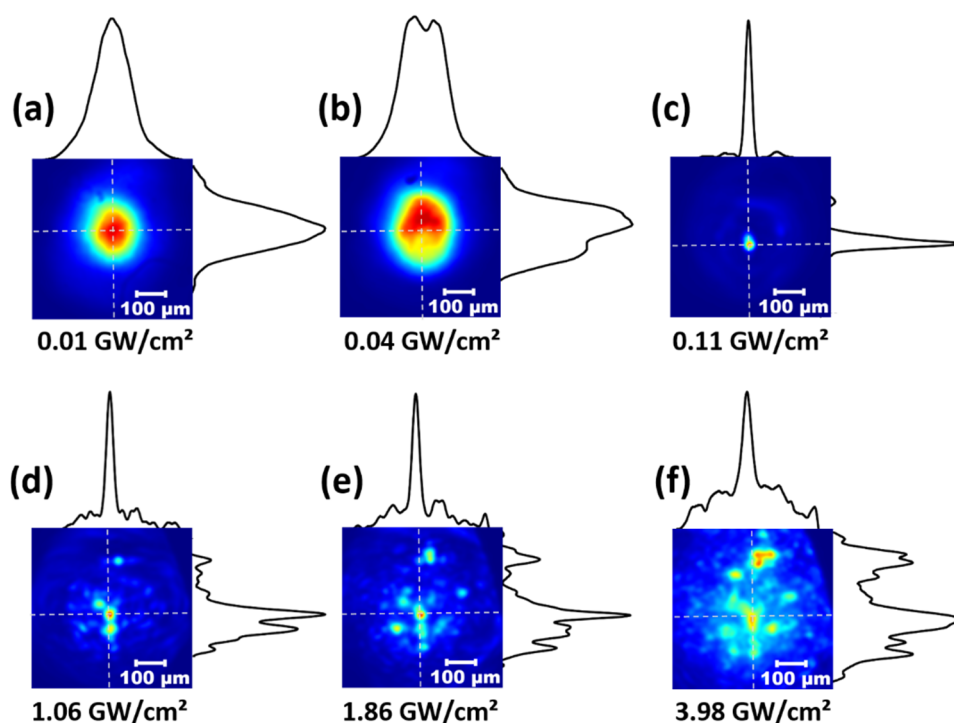 (a)
(b)
(c)
100 µm
100 µm
100 µm
0.01 GW/cm²
0.04 GW/cm²
0.11 GW/cm²
(d)
(e)
(f)
100 µm
100 µm
100 µm
1.06 GW/cm²
1.86 GW/cm²
3.98 GW/cm²